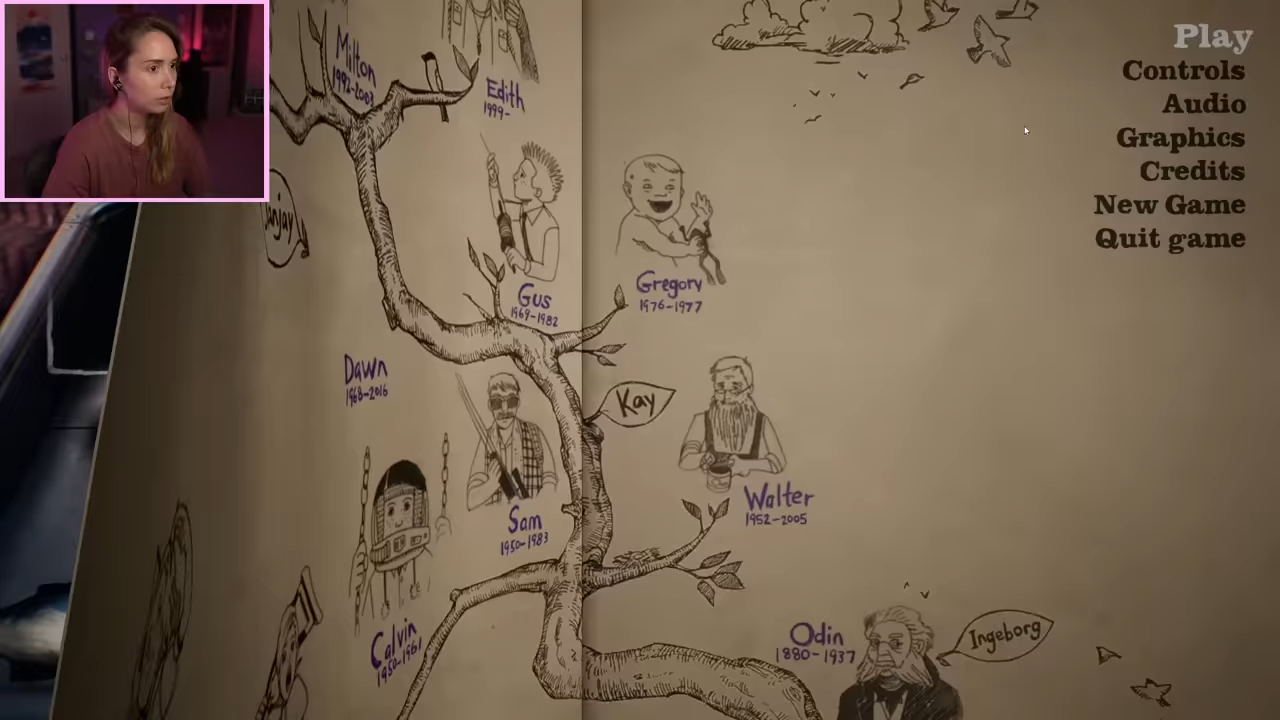 Play
Controls
Audio
Graphics
Credits
New Game
Quit game
Milton
1992-2003
Edith
1999-
Sanjay
Gus
1969-1982
Gregory
1976-1977
Dawn
1968-2016
Kay
Sam
1950-1983
Walter
1952-2005
Calvin
1950-1961
Odin
1880-1937
Ingeborg